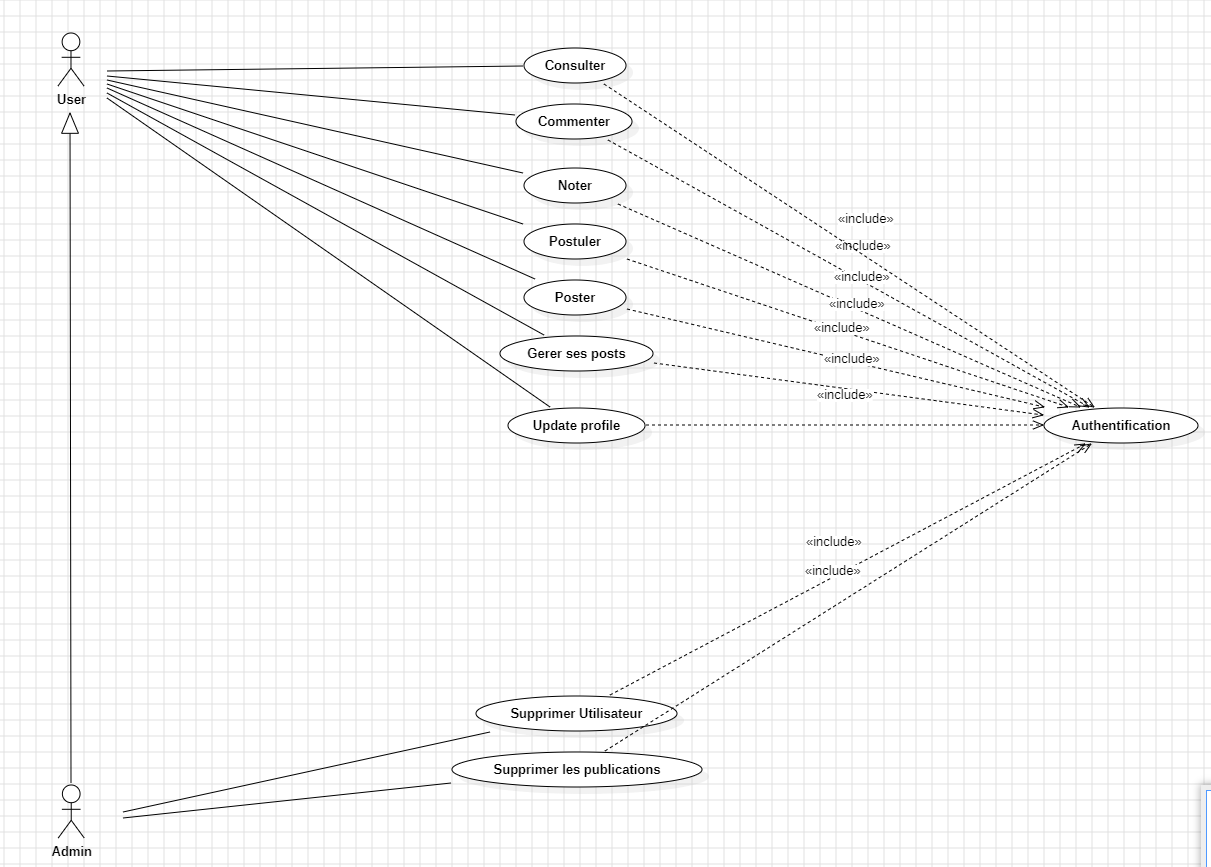 User
Consulter
Commenter
Noter
Postuler
Poster
Gerer ses posts
Update profile
«include»
«include»
«include»
«include»
«include»
«include»
«include»
Authentification
«include»
«include»
Supprimer Utilisateur
Supprimer les publications
Admin